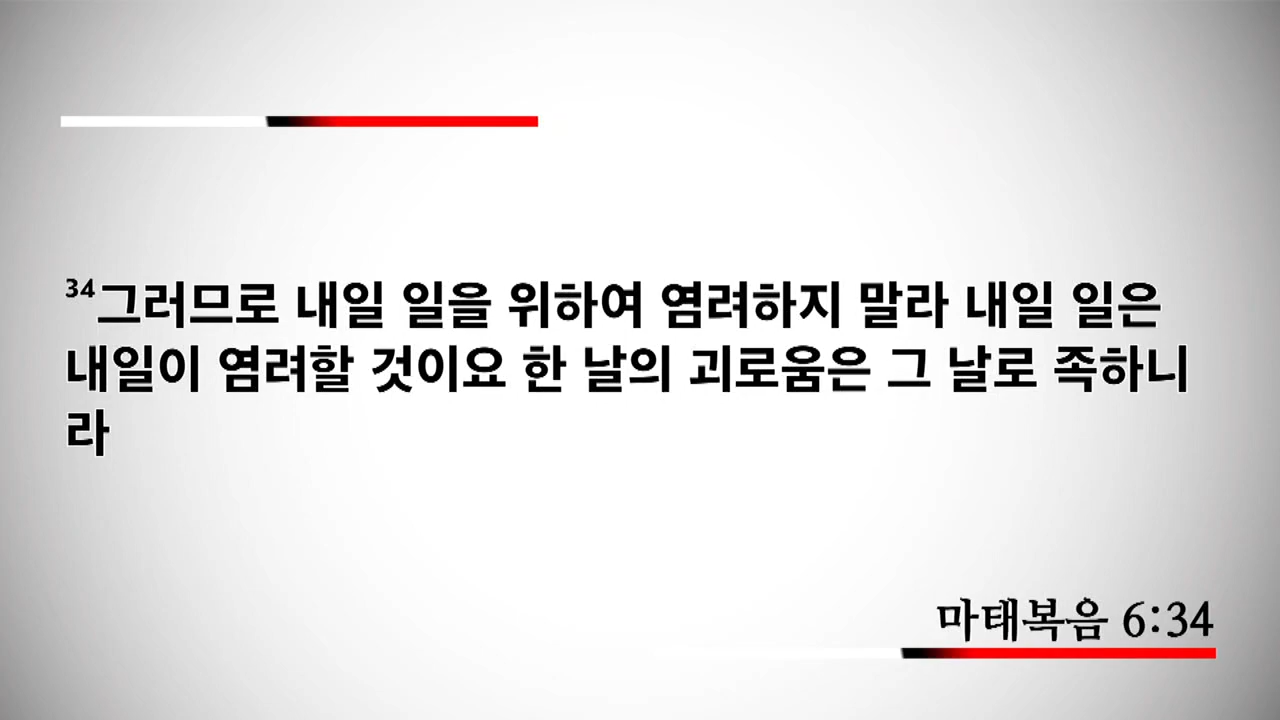 34그러므로 내일 일을 위하여 염려하지 말라 내일 일은
내일이 염려할 것이요 한 날의 괴로움은 그 날로 족하니
라
마태복음 6:34